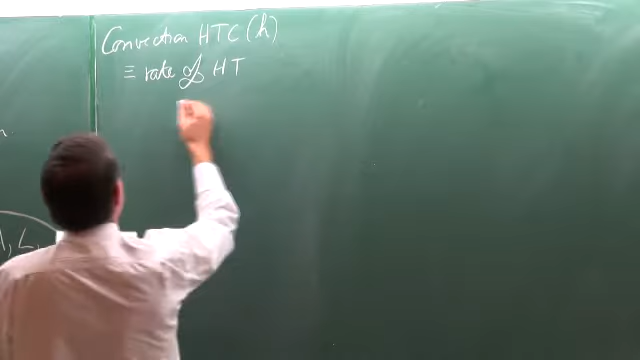 Convection HTC (h)
≡ rate of HT